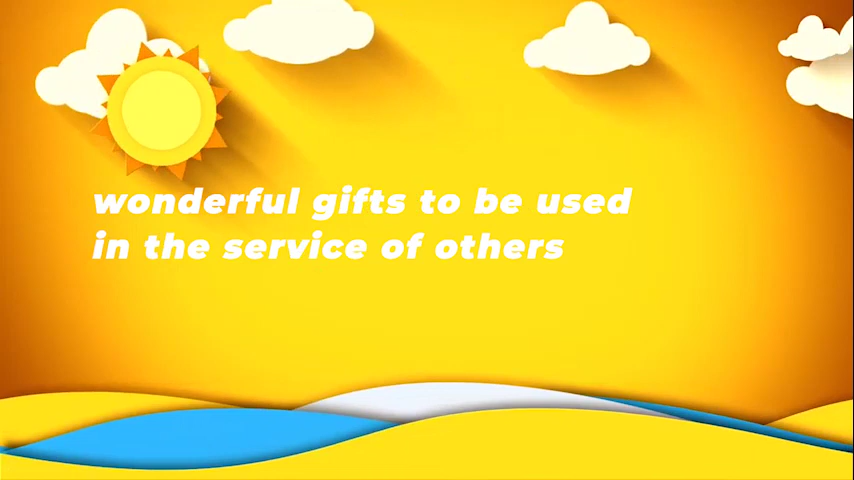 wonderful gifts to be used
in the service of others